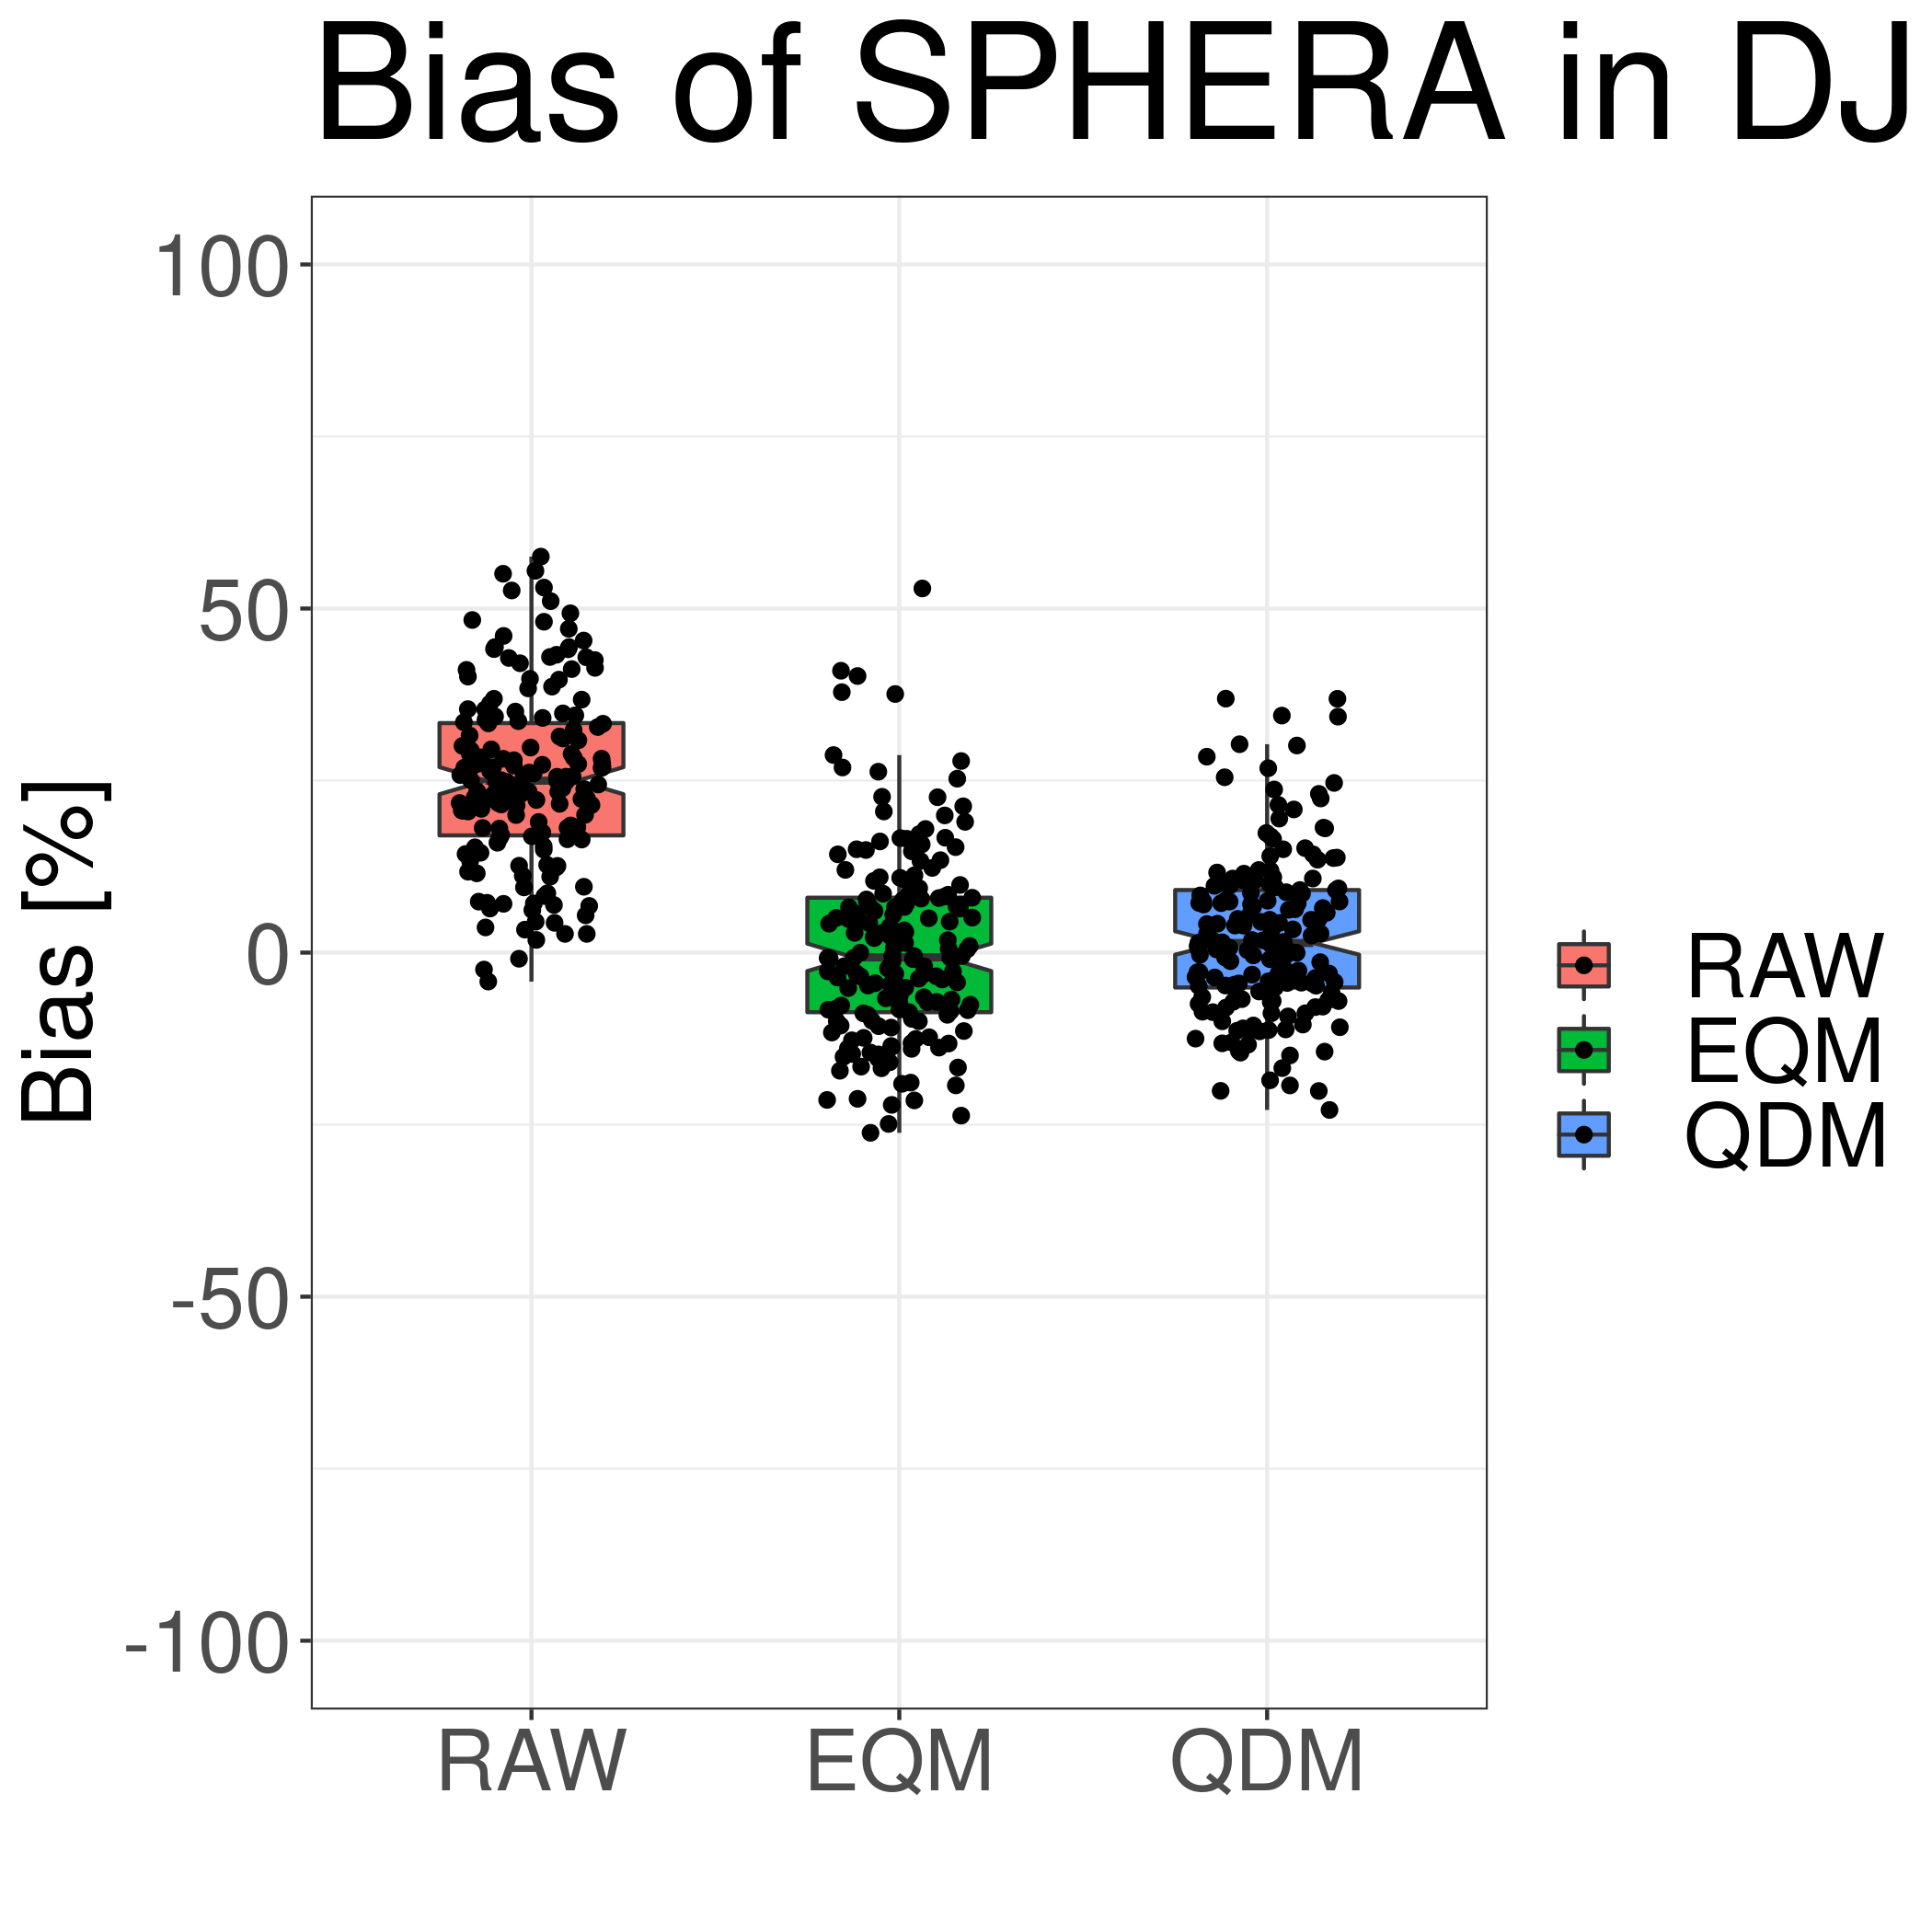 Bias of SPHERA in DJ
Bias [%]
100
50
0
-50
-100
RAW
EQM
QDM
RAW
EQM
QDM